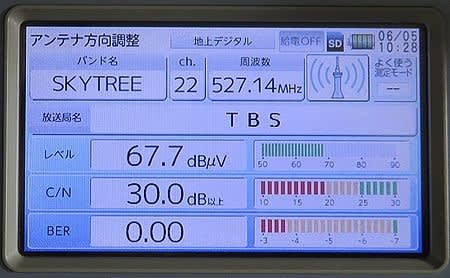 アンテナ方向調整 地上デジタル 給電OFF SD 06/05 10:28
バンド名 ch. 周波数 よく使う測定モード
SKYTREE 22 527.14MHz --
放送局名 TBS
レベル 67.7dBμV 50 60 70 80 90
C/N 30.0dB以上 10 15 20 25 30
BER 0.00 -3 -4 -5 -6 -7